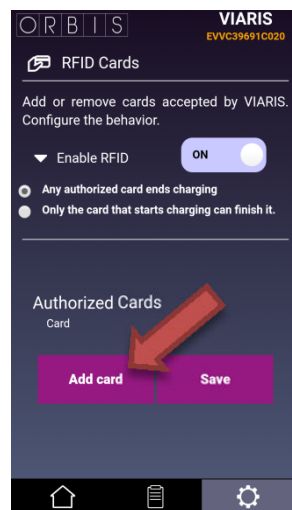 ORBIS
VIARIS
EVVC39691C020
RFID Cards
Add or remove cards accepted by VIARIS.
Configure the behavior.
Enable RFID
ON
Any authorized card ends charging
Only the card that starts charging can finish it.
Authorized Cards
Card
Add card
Save